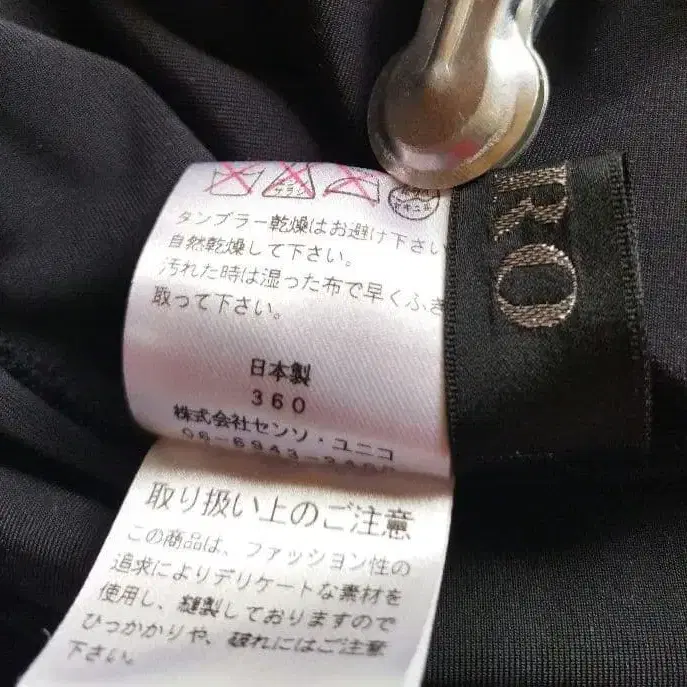 タンブラー乾燥はお避け下さい
自然乾燥して下さい。
汚れた時は湿った布で早くふき
取って下さい。
日本製
360
株式会社センソ・ユニコ
取り扱い上のご注意
この商品は、ファッション性の
追求によりデリケートな素材を
使用し、縫製しておりますので
ひっかかりや、破れにはご注意
下さい。
RO